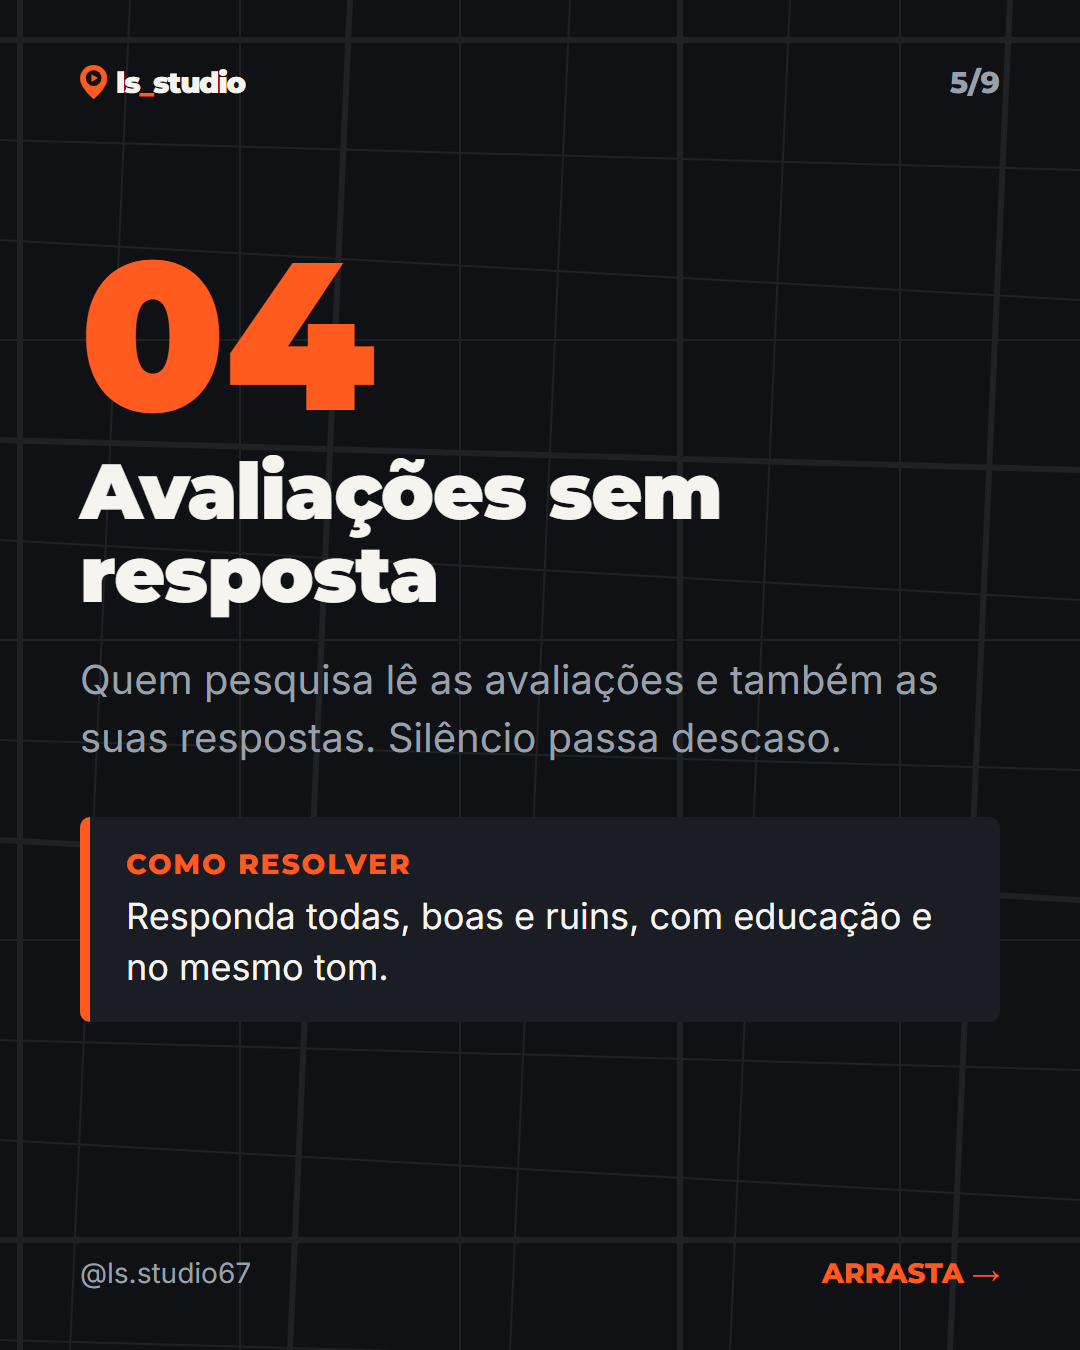 ls_studio
5/9
04
Avaliações sem
resposta
Quem pesquisa lê as avaliações e também as
suas respostas. Silêncio passa descaso.
COMO RESOLVER
Responda todas, boas e ruins, com educação e
no mesmo tom.
@ls.studio67
ARRASTA →